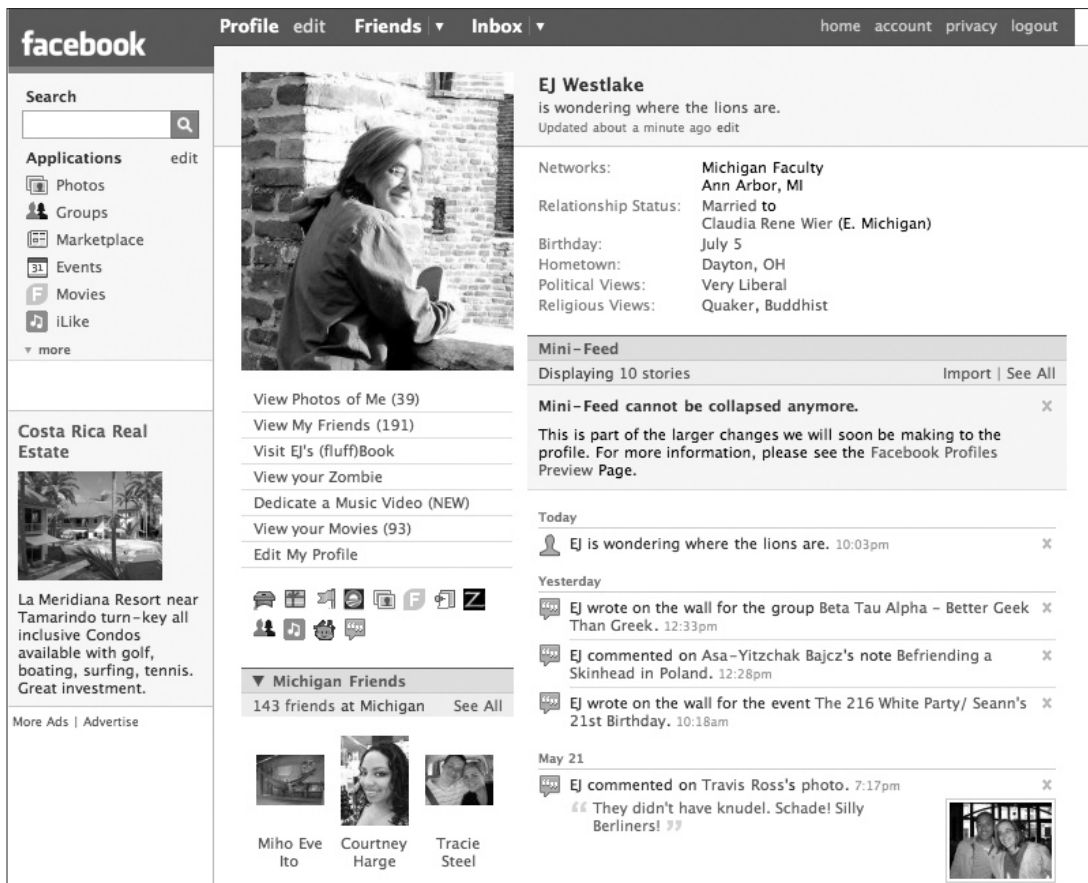 facebook
Profile edit Friends ▼ Inbox ▼ home account privacy logout
Search
Applications edit
Photos
Groups
Marketplace
31 Events
F Movies
iLike
▼ more
Costa Rica Real
Estate
La Meridiana Resort near
Tamarindo turn-key all
inclusive Condos
available with golf,
boating, surfing, tennis.
Great investment.
More Ads | Advertise
View Photos of Me (39)
View My Friends (191)
Visit EJ's (fluff)Book
View your Zombie
Dedicate a Music Video (NEW)
View your Movies (93)
Edit My Profile
F Z
▼ Michigan Friends
143 friends at Michigan See All
Miho Eve
Ito
Courtney
Harge
Tracie
Steel
EJ Westlake
is wondering where the lions are.
Updated about a minute ago edit
Networks: Michigan Faculty
Ann Arbor, MI
Relationship Status: Married to
Claudia Rene Wier (E. Michigan)
Birthday: July 5
Hometown: Dayton, OH
Political Views: Very Liberal
Religious Views: Quaker, Buddhist
Mini-Feed
Displaying 10 stories Import | See All
Mini-Feed cannot be collapsed anymore. x
This is part of the larger changes we will soon be making to the
profile. For more information, please see the Facebook Profiles
Preview Page.
Today
EJ is wondering where the lions are. 10:03pm x
Yesterday
EJ wrote on the wall for the group Beta Tau Alpha - Better Geek x
Than Greek. 12:33pm
EJ commented on Asa-Yitzchak Bajcz's note Befriending a x
Skinhead in Poland. 12:28pm
EJ wrote on the wall for the event The 216 White Party/ Seann's x
21st Birthday. 10:18am
May 21
EJ commented on Travis Ross's photo. 7:17pm x
“ They didn't have knudel. Schade! Silly
Berliners! ”